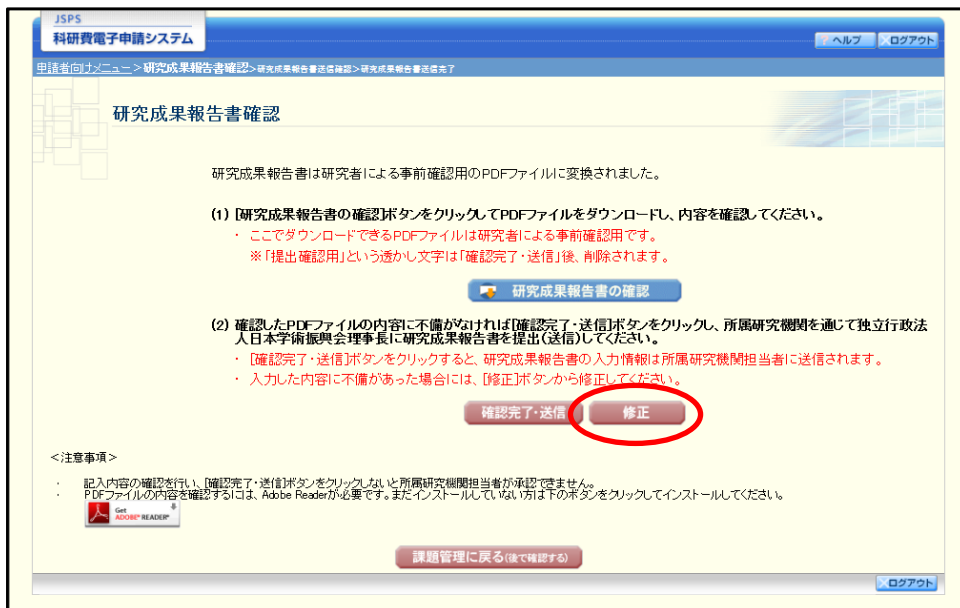 JSPS
科研費電子申請システム
ヘルプ
ログアウト
申請者向けメニュー>研究成果報告書確認>研究成果報告書送信確認>研究成果報告書送信完了
研究成果報告書確認
研究成果報告書は研究者による事前確認用のPDFファイルに変換されました。
(1) [研究成果報告書の確認]ボタンをクリックしてPDFファイルをダウンロードし、内容を確認してください。
・ ここでダウンロードできるPDFファイルは研究者による事前確認用です。
※「提出確認用」という透かし文字は「確認完了・送信」後、削除されます。
研究成果報告書の確認
(2) 確認したPDFファイルの内容に不備がなければ[確認完了・送信]ボタンをクリックし、所属研究機関を通じて独立行政法
人日本学術振興会理事長に研究成果報告書を提出(送信)してください。
・ [確認完了・送信]ボタンをクリックすると、研究成果報告書の入力情報は所属研究機関担当者に送信されます。
・ 入力した内容に不備があった場合には、[修正]ボタンから修正してください。
確認完了・送信
修正
<注意事項>
・ 記入内容の確認を行い、[確認完了・送信]ボタンをクリックしないと所属研究機関担当者が承認できません。
・ PDFファイルの内容を確認するには、Adobe Readerが必要です。まだインストールしていない方は下のボタンをクリックしてインストールしてください。
Get
ADOBE® READER®
課題管理に戻る(後で確認する)
ログアウト